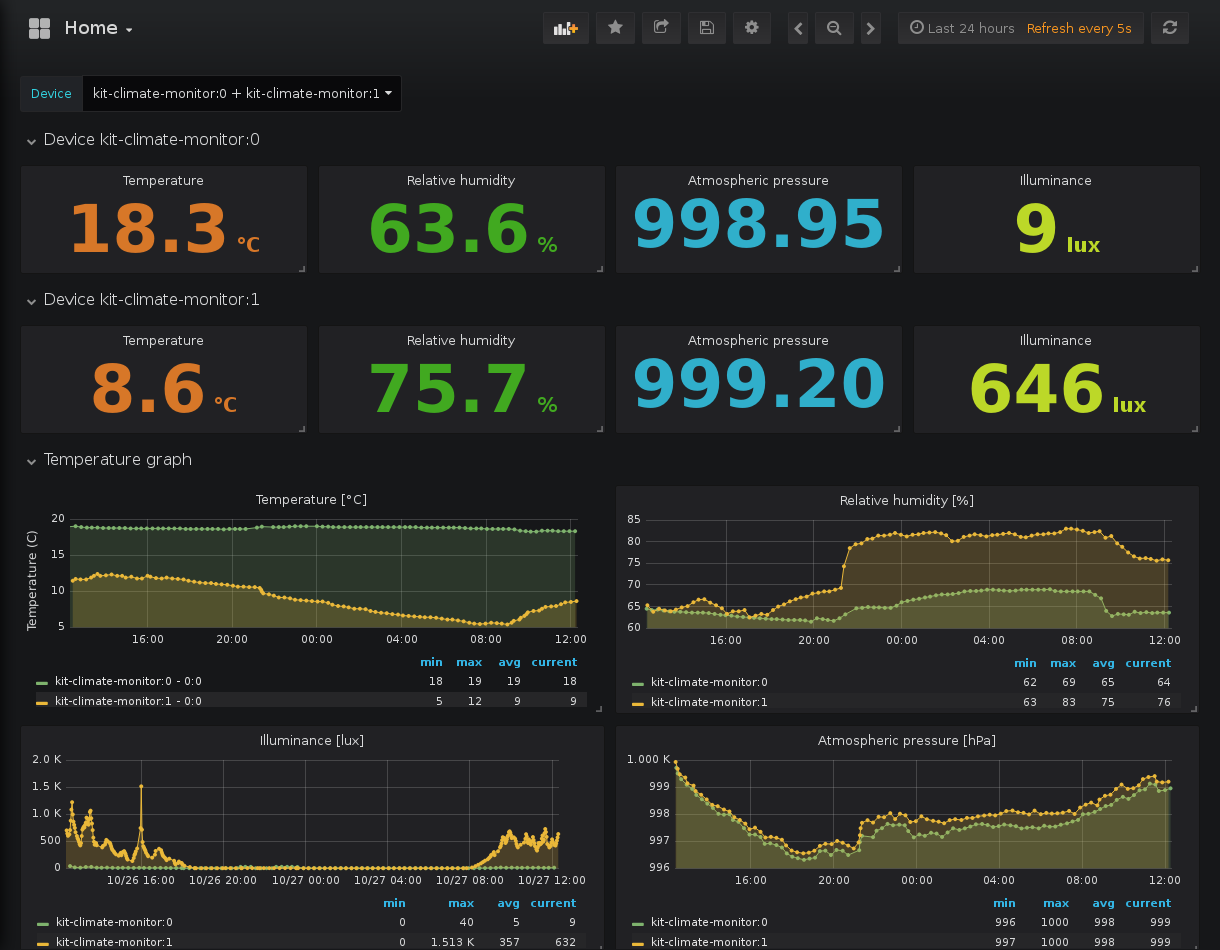 Home
Last 24 hours Refresh every 5s
Device kit-climate-monitor:0 + kit-climate-monitor:1
Device kit-climate-monitor:0
Temperature Relative humidity Atmospheric pressure Illuminance
18.3 °C 63.6 % 998.95 9 lux
Device kit-climate-monitor:1
Temperature Relative humidity Atmospheric pressure Illuminance
8.6 °C 75.7 % 999.20 646 lux
Temperature graph
Temperature [°C]
Temperature (C)
20
15
10
5
16:00 20:00 00:00 04:00 08:00 12:00
min max avg current
kit-climate-monitor:0 - 0:0 18 19 19 18
kit-climate-monitor:1 - 0:0 5 12 9 9
Relative humidity [%]
85
80
75
70
65
60
16:00 20:00 00:00 04:00 08:00 12:00
min max avg current
kit-climate-monitor:0 62 69 65 64
kit-climate-monitor:1 63 83 75 76
Illuminance [lux]
2.0 K
1.5 K
1.0 K
500
0
10/26 16:00 10/26 20:00 10/27 00:00 10/27 04:00 10/27 08:00 10/27 12:00
min max avg current
kit-climate-monitor:0 0 40 5 9
kit-climate-monitor:1 0 1.513 K 357 632
Atmospheric pressure [hPa]
1.000 K
999
998
997
996
16:00 20:00 00:00 04:00 08:00 12:00
min max avg current
kit-climate-monitor:0 996 1000 998 999
kit-climate-monitor:1 997 1000 998 999